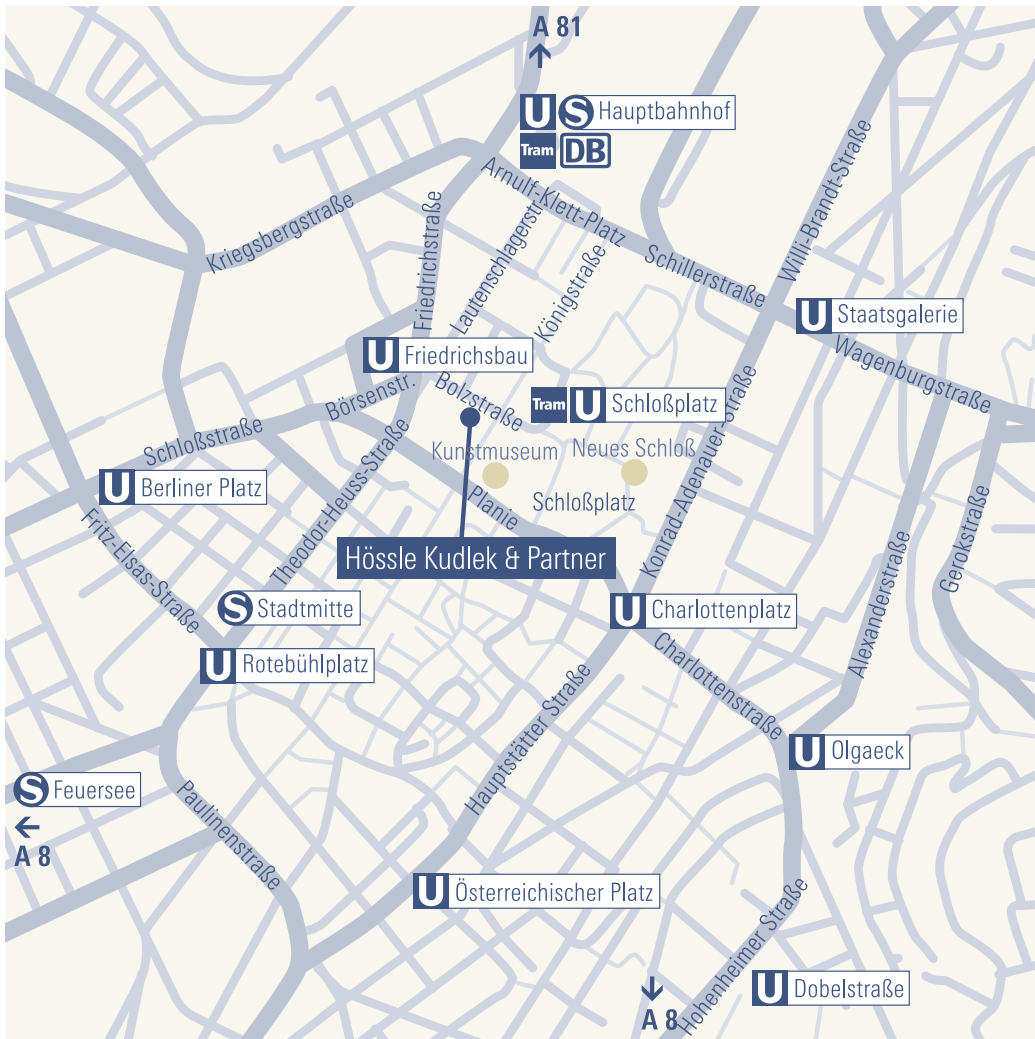 A 81
U S Hauptbahnhof
Tram DB
Arnulf-Klett-Platz
Kriegsbergstraße
Friedrichstraße
Lautenschlagerstr.
Königstraße
Schillerstraße
Willi-Brandt-Straße
U Staatsgalerie
Wagenburgstraße
U Friedrichsbau
Bolzstraße
Börsenstr.
Tram U Schloßplatz
Schloßstraße
Kunstmuseum
Neues Schloß
Theodor-Heuss-Straße
Konrad-Adenauer-Straße
U Berliner Platz
Planie
Schloßplatz
Fritz-Elsas-Straße
Hössle Kudlek & Partner
Gerokstraße
Alexanderstraße
S Stadtmitte
U Charlottenplatz
U Rotebühlplatz
Charlottenstraße
Hauptstätter Straße
U Olgaeck
S Feuersee
A 8
Paulinenstraße
U Österreichischer Platz
Hohenheimer Straße
U Dobelstraße
A 8